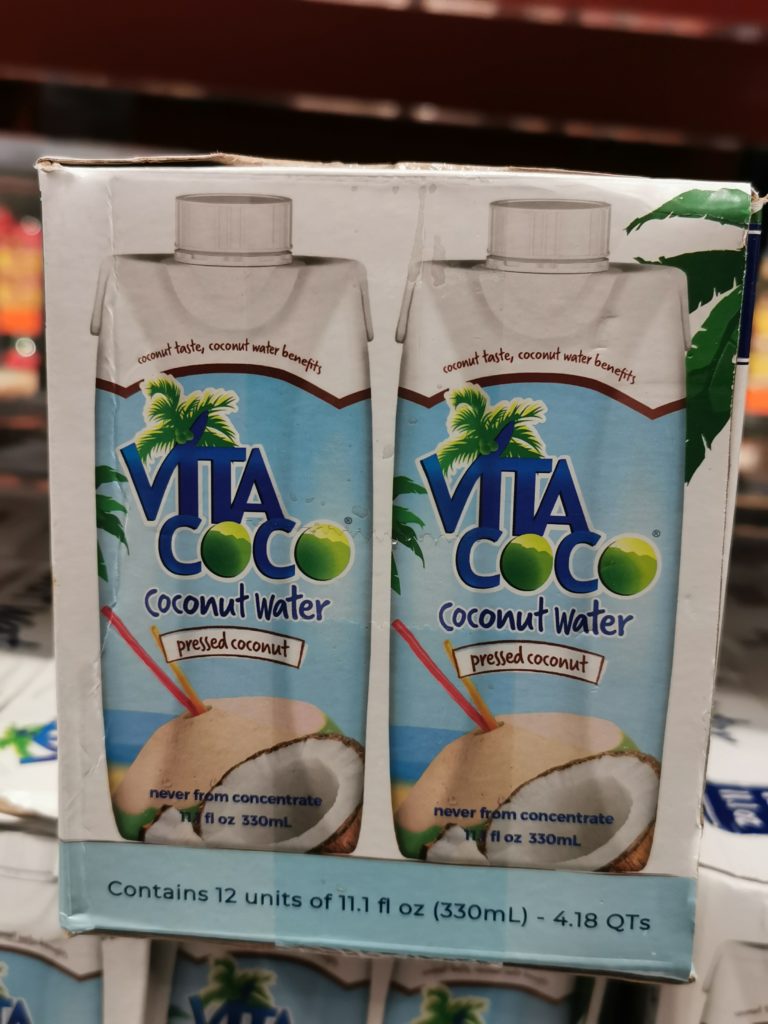 coconut taste, coconut water benefits
VITA
COCO®
Coconut Water
pressed coconut
never from concentrate
11.1 fl oz 330mL
coconut taste, coconut water benefits
VITA
COCO®
Coconut Water
pressed coconut
never from concentrate
11.1 fl oz 330mL
Contains 12 units of 11.1 fl oz (330mL) - 4.18 QTs
VITA
COCO